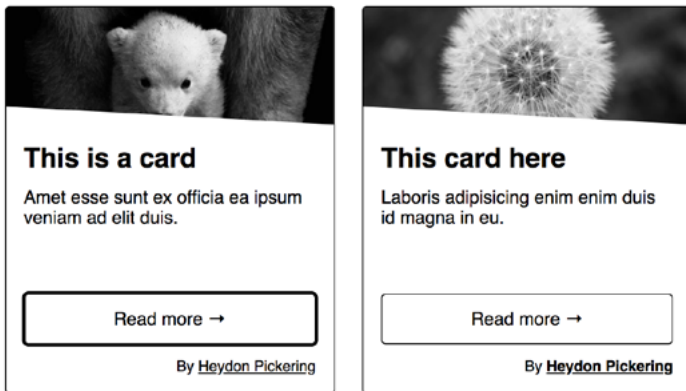 This is a card
Amet esse sunt ex officia ea ipsum
veniam ad elit duis.
Read more →
By Heydon Pickering
This card here
Laboris adipisicing enim enim duis
id magna in eu.
Read more →
By Heydon Pickering